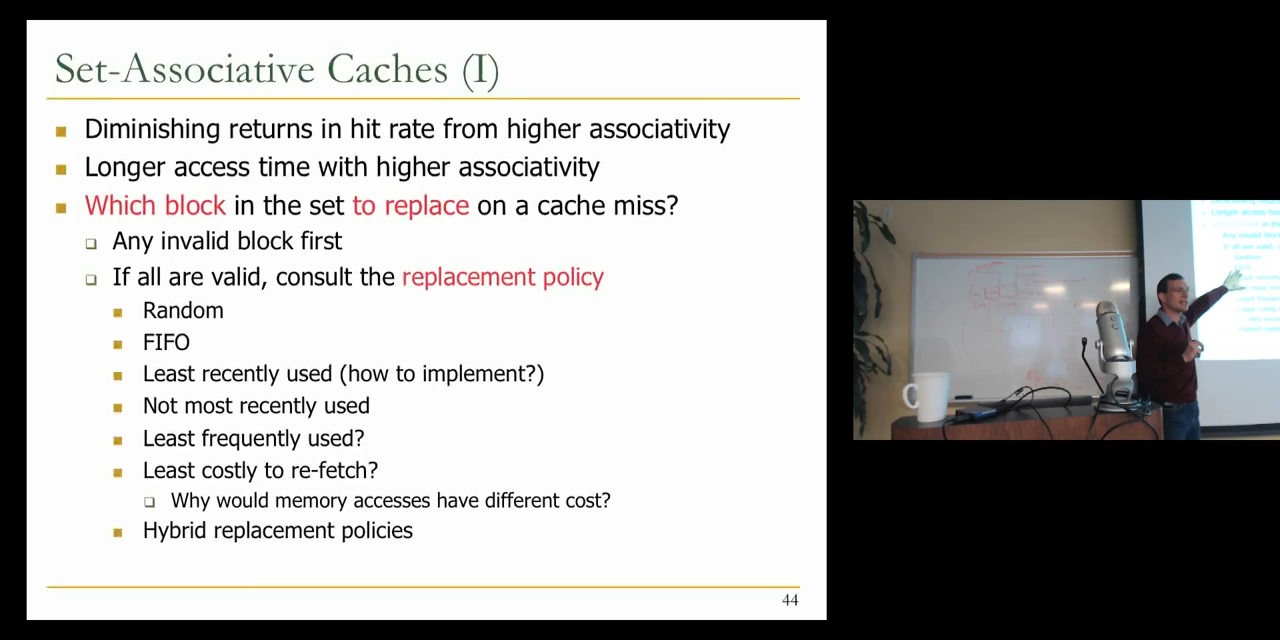 Set-Associative Caches (I)
Diminishing returns in hit rate from higher associativity
Longer access time with higher associativity
Which block in the set to replace on a cache miss?
Any invalid block first
If all are valid, consult the replacement policy
Random
FIFO
Least recently used (how to implement?)
Not most recently used
Least frequently used?
Least costly to re-fetch?
Why would memory accesses have different cost?
Hybrid replacement policies
44